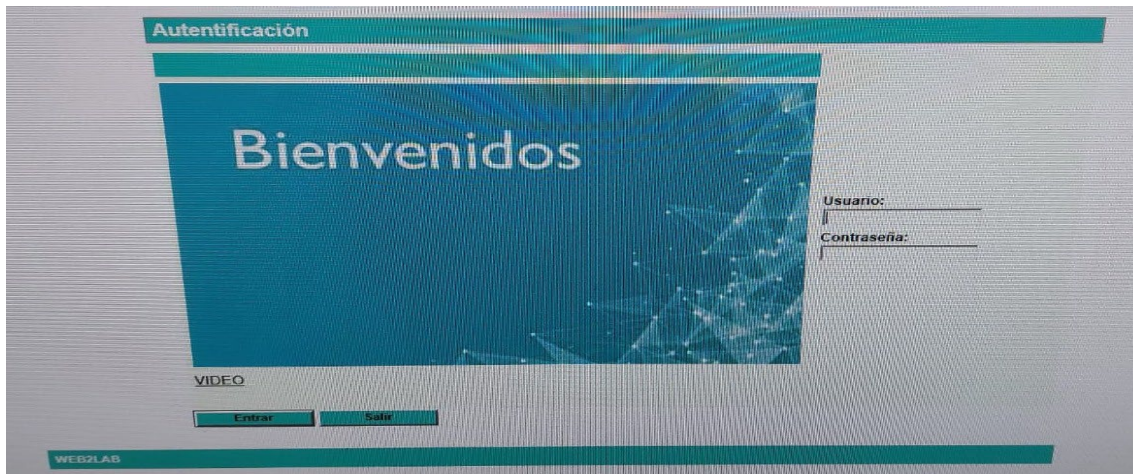 Autentificación
Bienvenidos
Usuario:
Contraseña:
VIDEO
Entrar Salir
WEB2LAB